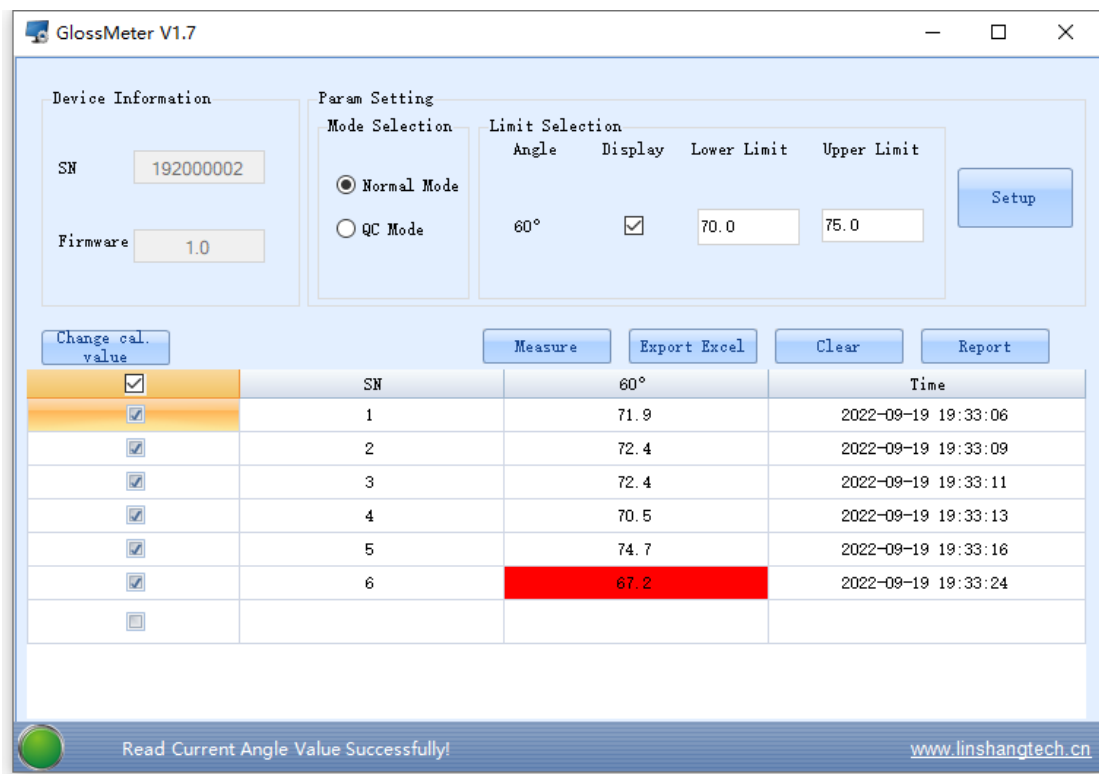 GlossMeter V1.7
Device Information
SN 192000002
Firmware 1.0
Param Setting
Mode Selection
Normal Mode
QC Mode
Limit Selection
Angle Display Lower Limit Upper Limit
60° 70.0 75.0
Setup
Change cal.
value
Measure Export Excel Clear Report
SN 60° Time
1 71.9 2022-09-19 19:33:06
2 72.4 2022-09-19 19:33:09
3 72.4 2022-09-19 19:33:11
4 70.5 2022-09-19 19:33:13
5 74.7 2022-09-19 19:33:16
6 67.2 2022-09-19 19:33:24
Read Current Angle Value Successfully! www.linshangtech.cn